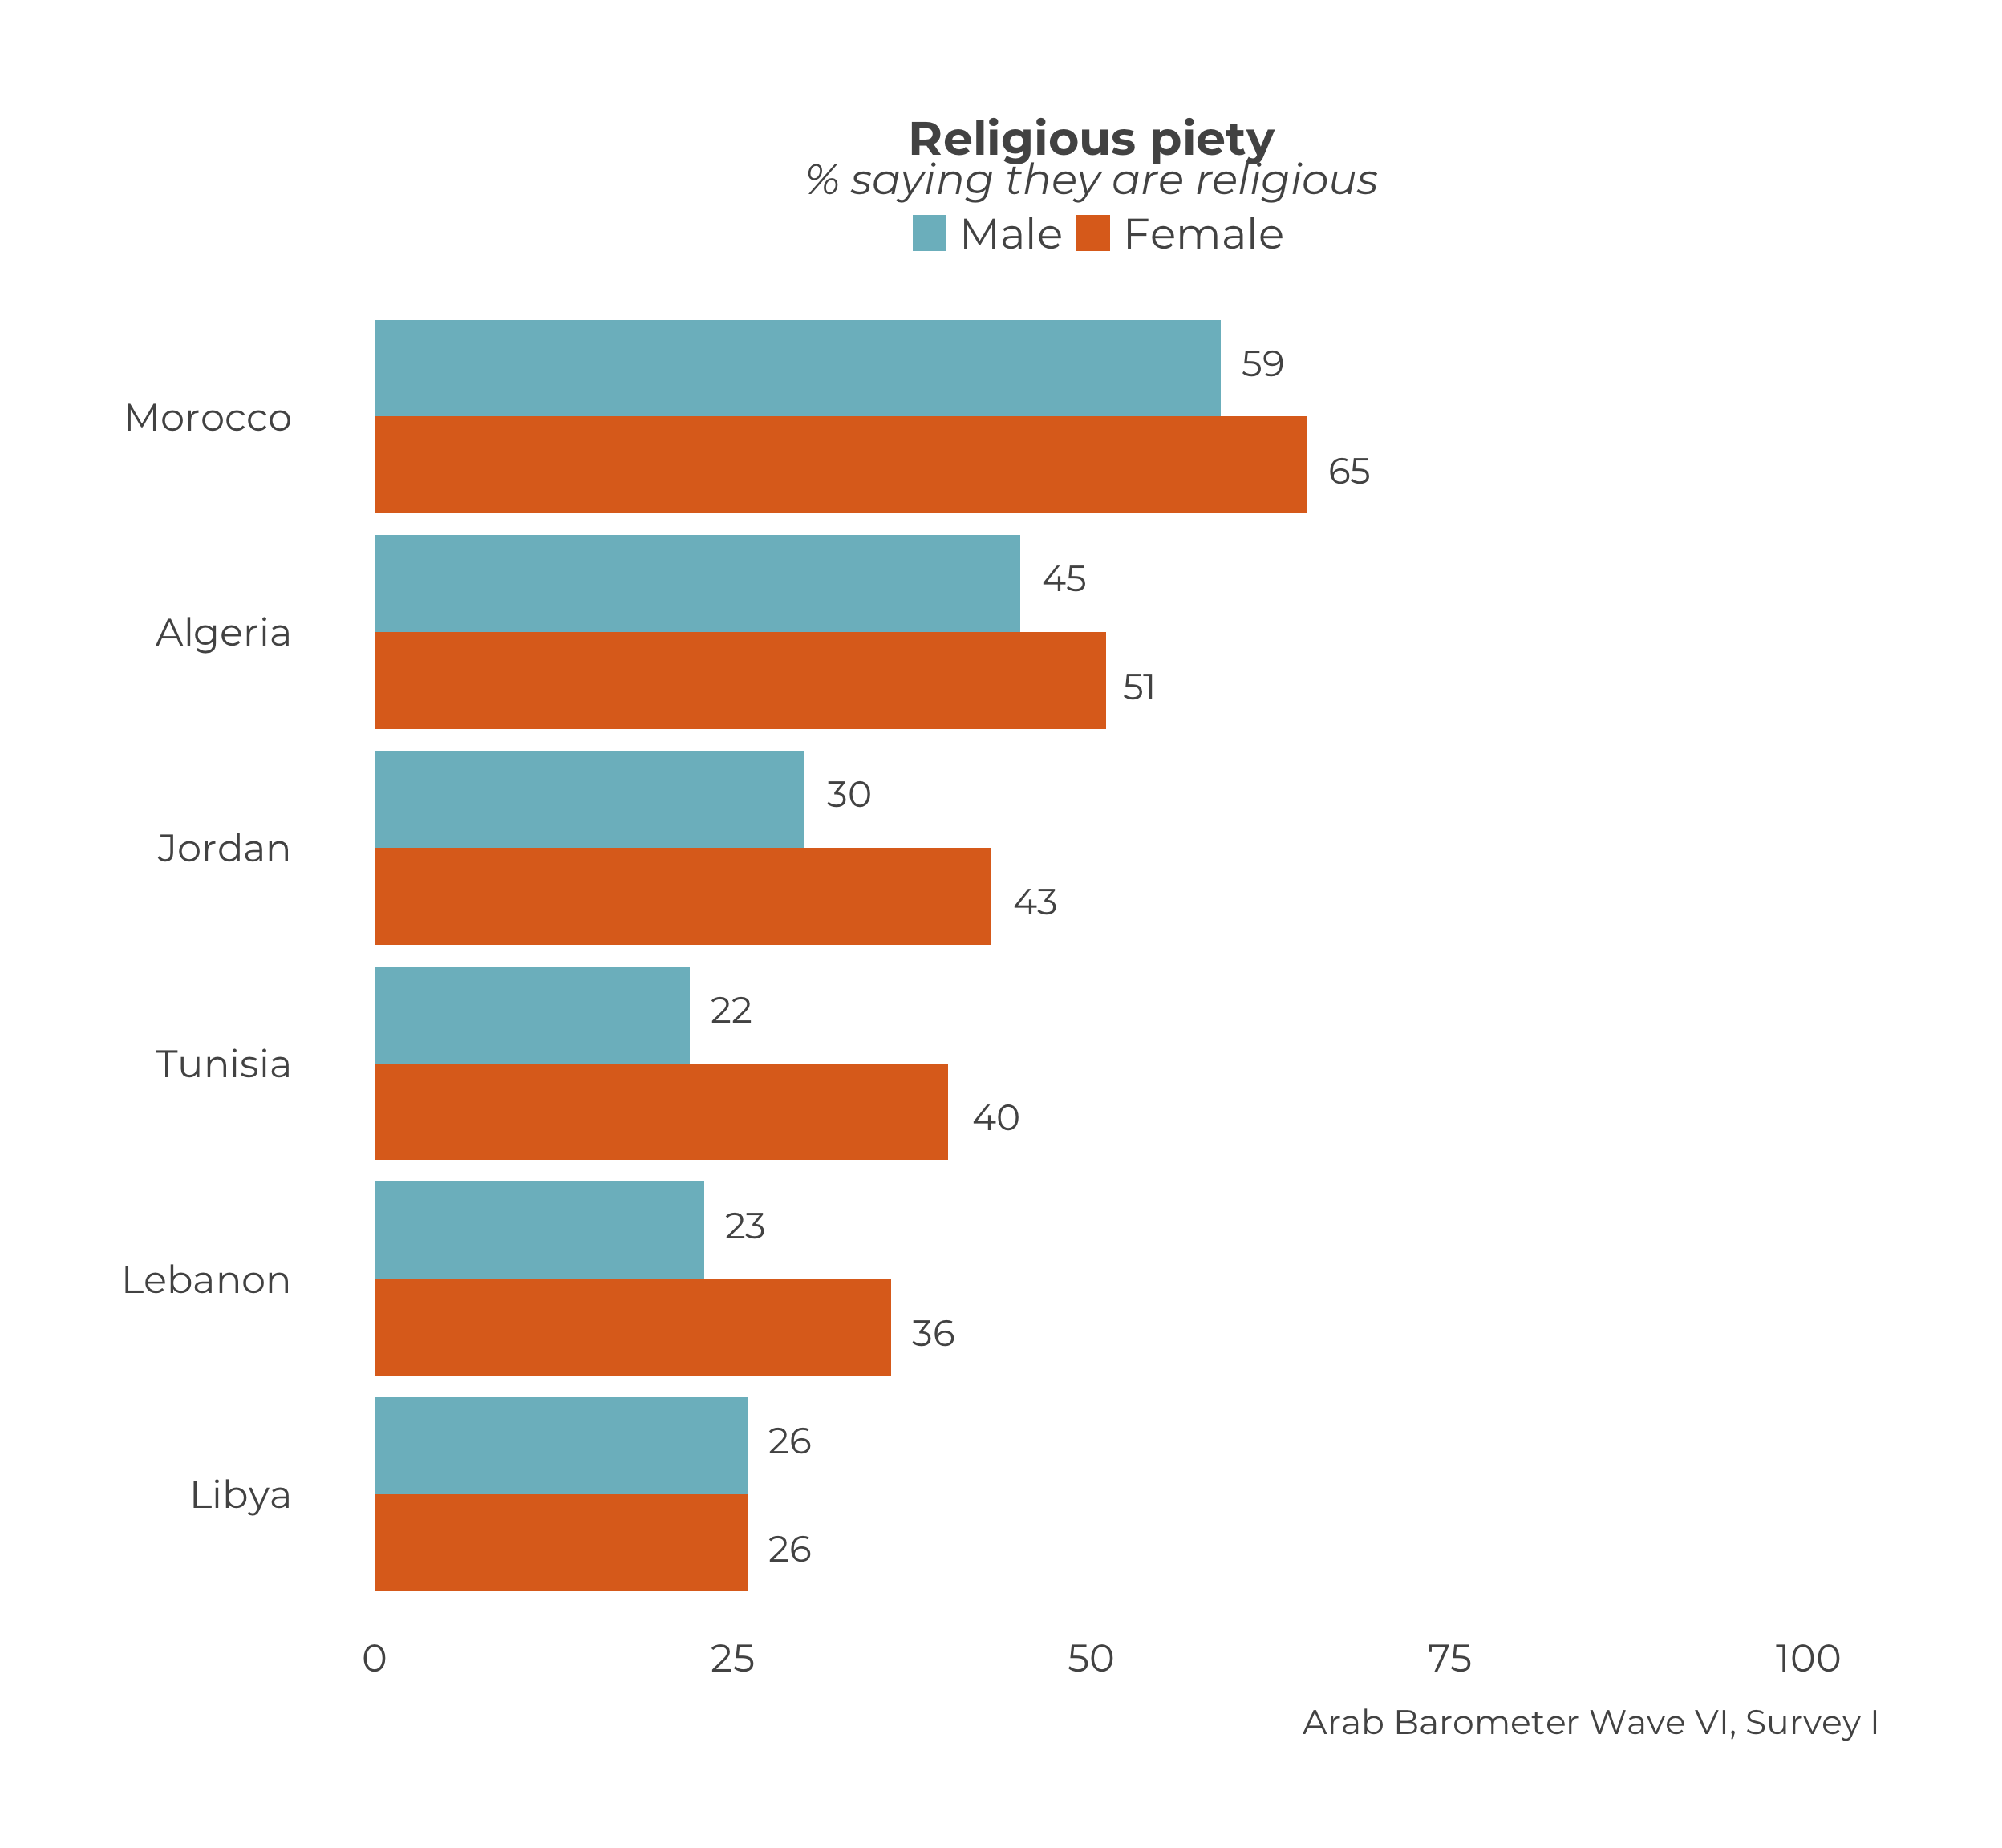 Religious piety
% saying they are religious
Male Female
Morocco
59
65
Algeria
45
51
Jordan
30
43
Tunisia
22
40
Lebanon
23
36
Libya
26
26
0 25 50 75 100
Arab Barometer Wave VI, Survey I